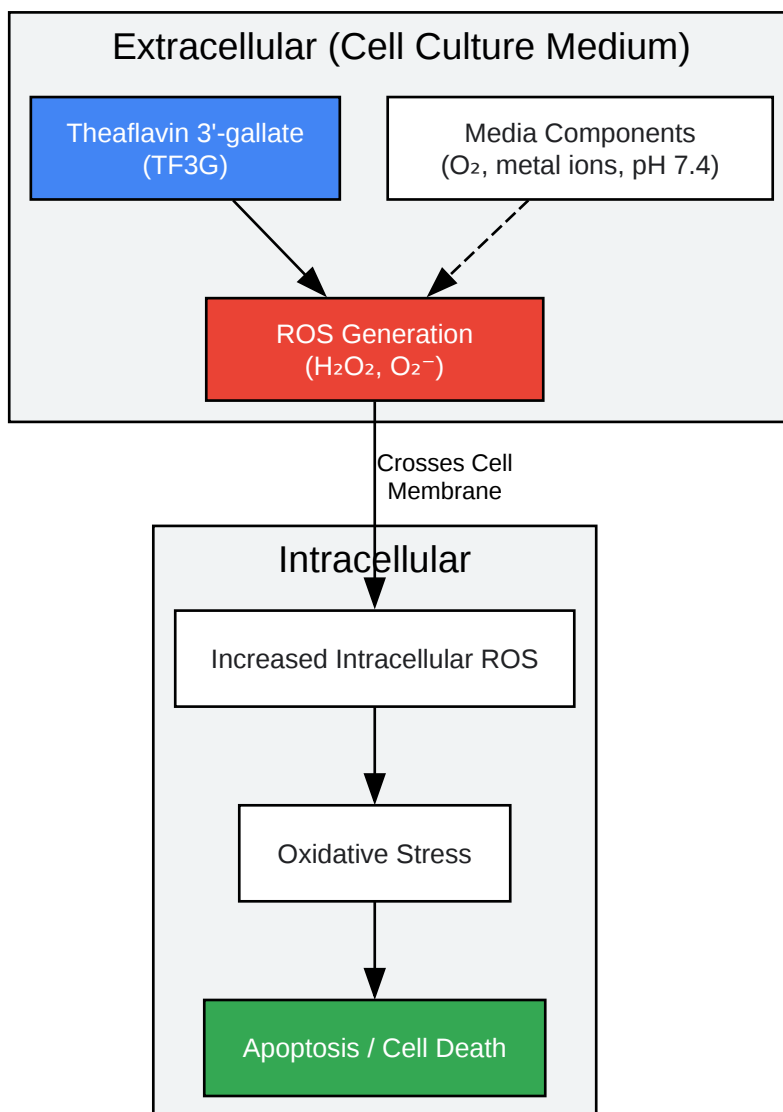 Extracellular (Cell Culture Medium)
Theaflavin 3'-gallate
(TF3G)
Media Components
(O₂, metal ions, pH 7.4)
ROS Generation
(H₂O₂, O₂⁻)
Crosses Cell
Membrane
Intracellular
Increased Intracellular ROS
Oxidative Stress
Apoptosis / Cell Death